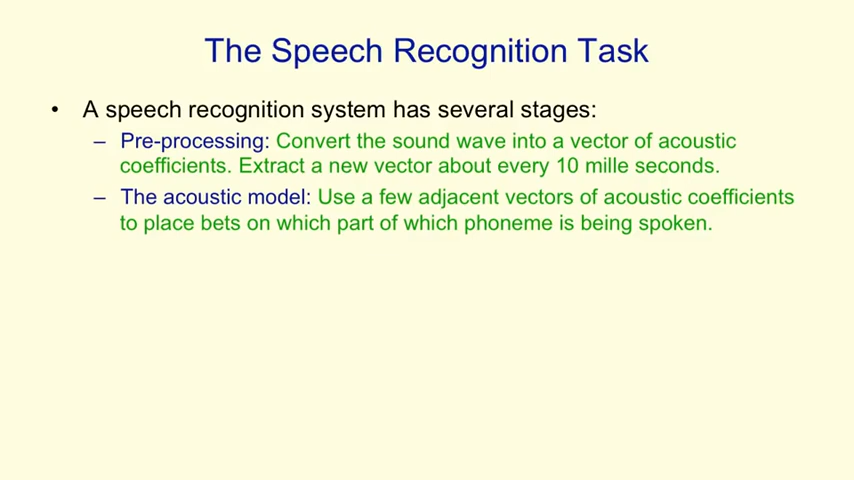 The Speech Recognition Task
• A speech recognition system has several stages:
– Pre-processing: Convert the sound wave into a vector of acoustic
coefficients. Extract a new vector about every 10 mille seconds.
– The acoustic model: Use a few adjacent vectors of acoustic coefficients
to place bets on which part of which phoneme is being spoken.